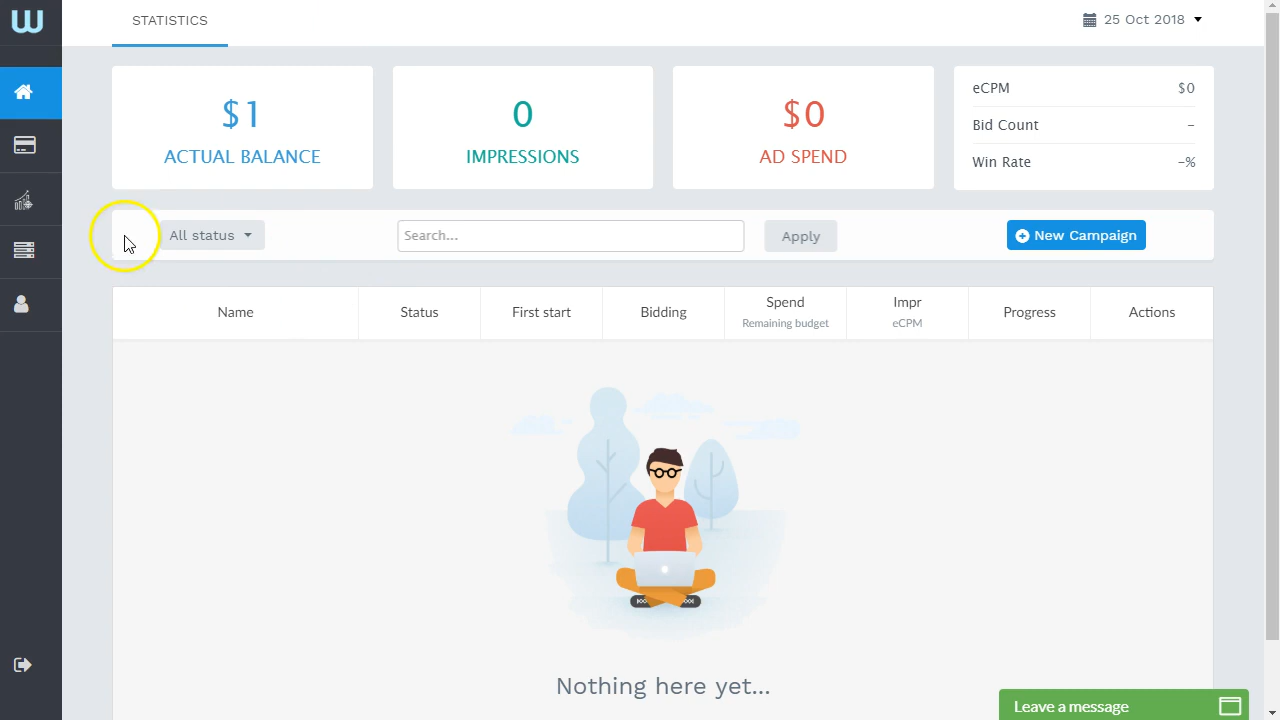 W
STATISTICS
25 Oct 2018
$1
ACTUAL BALANCE
0
IMPRESSIONS
$0
AD SPEND
eCPM $0
Bid Count –
Win Rate –%
All status
Search...
Apply
New Campaign
Name Status First start Bidding Spend Impr Progress Actions
Remaining budget eCPM
Nothing here yet...
Leave a message